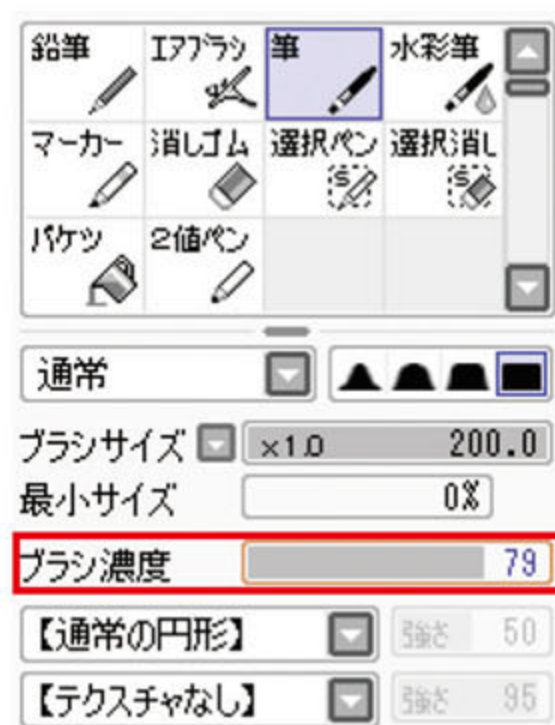 鉛筆 エアブラシ 筆 水彩筆
マーカー 消しゴム 選択ペン 選択消し
バケツ 2値ペン
通常
ブラシサイズ ×1.0 200.0
最小サイズ 0%
ブラシ濃度 79
【通常の円形】 強さ 50
【テクスチャなし】 強さ 95